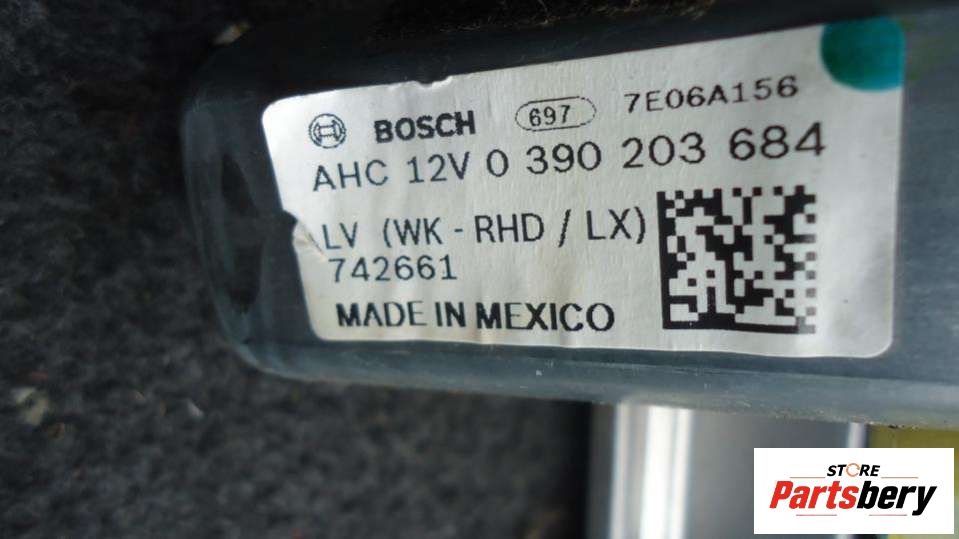 BOSCH 697 7E06A156
AHC 12V 0 390 203 684
LV (WK - RHD / LX)
742661
MADE IN MEXICO
STORE
Partsbery